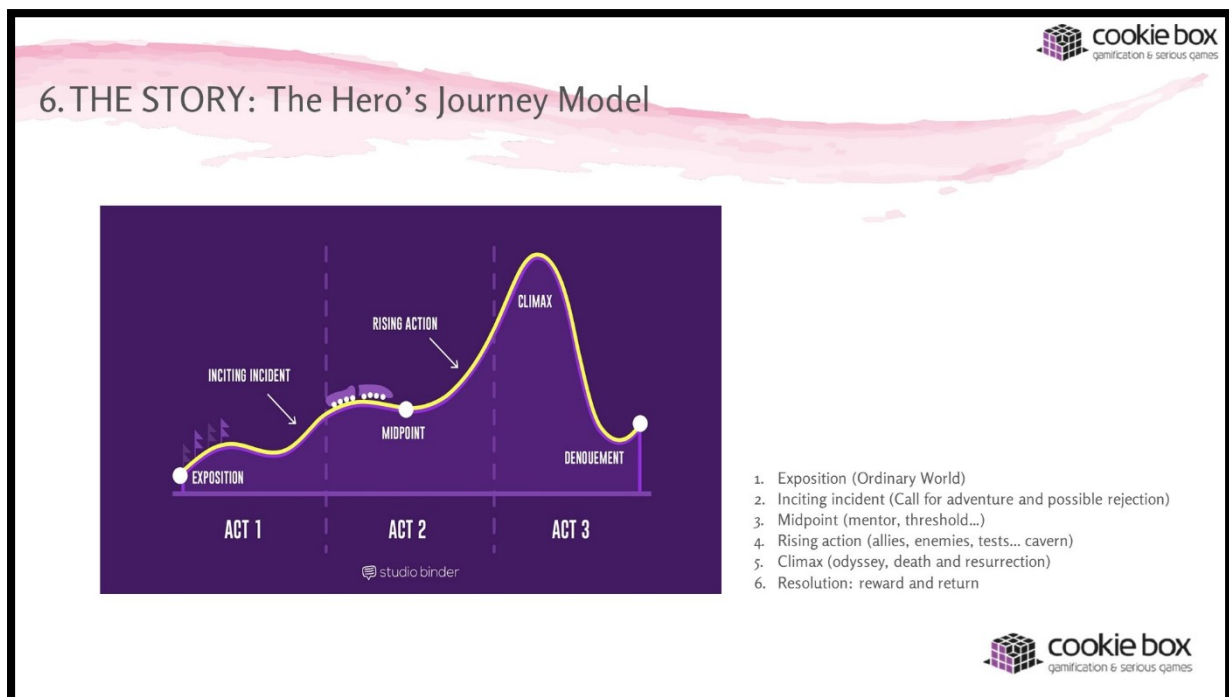 cookie box
gamification & serious games
6. THE STORY: The Hero's Journey Model
CLIMAX
RISING ACTION
INCITING INCIDENT
MIDPOINT
DENOUEMENT
EXPOSITION
ACT 1
ACT 2
ACT 3
studio binder
1. Exposition (Ordinary World)
2. Inciting incident (Call for adventure and possible rejection)
3. Midpoint (mentor, threshold...)
4. Rising action (allies, enemies, tests... cavern)
5. Climax (odyssey, death and resurrection)
6. Resolution: reward and return
cookie box
gamification & serious games